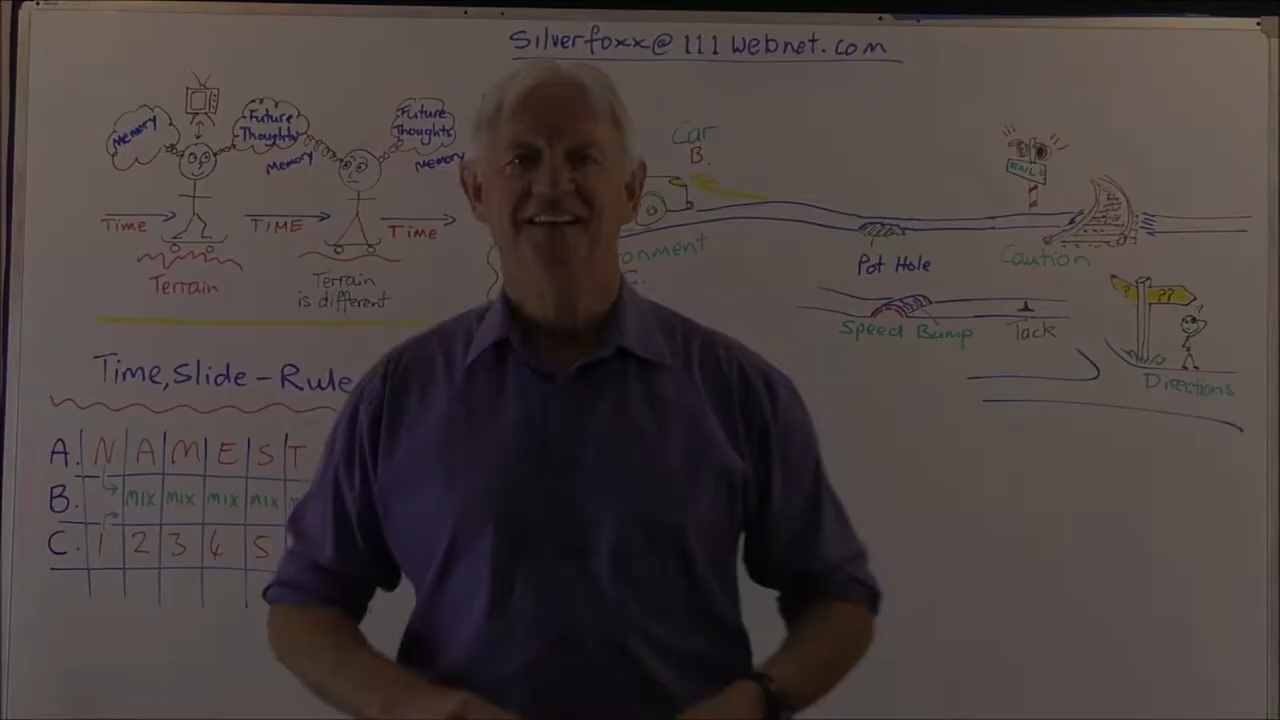 Silverfoxx@111webnet.com
Memory
Future
Thoughts
Memory
Future
Thoughts
Memory
Time
TIME
Time
Terrain
Terrain
is different
Car
B.
Pot Hole
Caution
Speed Bump
Tack
?
??
?
Directions
Time, Slide-Rule
A. N A M E S T
B. MIX MIX MIX MIX
C. 1 2 3 4 5